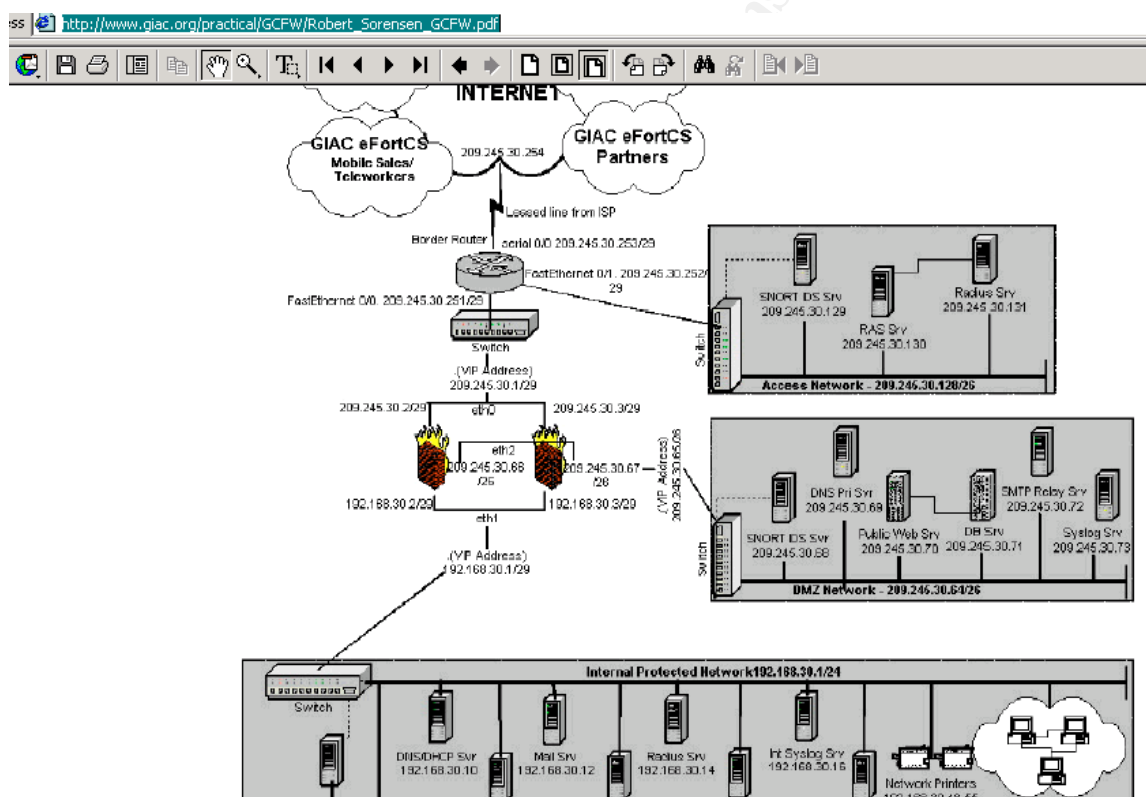 ess http://www.giac.org/practical/GCFW/Robert_Sorensen_GCFW.pdf
INTERNET
GIAC eFortCS
Mobile Sales/
Teleworkers
209.245.30.254
GIAC eFortCS
Partners
Leased line from ISP
Border Router
serial 0/0 209.245.30.253/29
FastEthernet 0/1. 209.245.30.252/
29
FastEthernet 0/0. 209.245.30.251/29
Switch
.(VIP Address)
209.245.30.1/29
209.245.30.2/29
eth0
209.245.30.3/29
eth2
209.245.30.66
/26
209.245.30.67
/26
.(VIP Address)
209.245.30.65/26
192.168.30.2/29
eth1
192.168.30.3/29
.(VIP Address)
192.168.30.1/29
Switch
SNORT IDS Srv
209.245.30.129
RAS Srv
209.245.30.130
Radius Srv
209.245.30.131
Access Network - 209.245.30.128/26
Switch
SNORT IDS Svr
209.245.30.68
DNS Pri Svr
209.245.30.69
Public Web Srv
209.245.30.70
DB Srv
209.245.30.71
SMTP Relay Srv
209.245.30.72
Syslog Srv
209.245.30.73
DMZ Network - 209.245.30.64/26
Internal Protected Network192.168.30.1/24
Switch
DNS/DHCP Svr
192.168.30.10
Mail Srv
192.168.30.12
Radius Srv
192.168.30.14
Int Syslog Srv
192.168.30.16
Network Printers